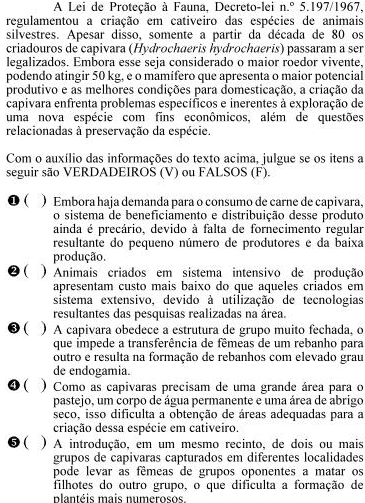 A Lei de Proteção à Fauna, Decreto-lei n.º 5.197/1967,
regulamentou a criação em cativeiro das espécies de animais
silvestres. Apesar disso, somente a partir da década de 80 os
criadouros de capivara (Hydrochaeris hydrochaeris) passaram a ser
legalizados. Embora esse seja considerado o maior roedor vivente,
podendo atingir 50 kg, e o mamífero que apresenta o maior potencial
produtivo e as melhores condições para domesticação, a criação da
capivara enfrenta problemas específicos e inerentes à exploração de
uma nova espécie com fins econômicos, além de questões
relacionadas à preservação da espécie.
Com o auxílio das informações do texto acima, julgue se os itens a
seguir são VERDADEIROS (V) ou FALSOS (F).
❶ ( ) Embora haja demanda para o consumo de carne de capivara,
o sistema de beneficiamento e distribuição desse produto
ainda é precário, devido à falta de fornecimento regular
resultante do pequeno número de produtores e da baixa
produção.
❷ ( ) Animais criados em sistema intensivo de produção
apresentam custo mais baixo do que aqueles criados em
sistema extensivo, devido à utilização de tecnologias
resultantes das pesquisas realizadas na área.
❸ ( ) A capivara obedece a estrutura de grupo muito fechada, o
que impede a transferência de fêmeas de um rebanho para
outro e resulta na formação de rebanhos com elevado grau
de endogamia.
❹ ( ) Como as capivaras precisam de uma grande área para o
pastejo, um corpo de água permanente e uma área de abrigo
seco, isso dificulta a obtenção de áreas adequadas para a
criação dessa espécie em cativeiro.
❺ ( ) A introdução, em um mesmo recinto, de dois ou mais
grupos de capivaras capturados em diferentes localidades
pode levar as fêmeas de grupos oponentes a matar os
filhotes do outro grupo, o que dificulta a formação de
plantéis mais numerosos.